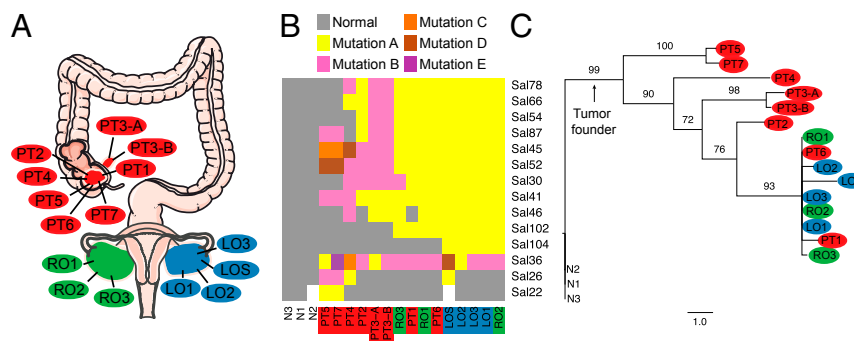 A
PT3-A
PT2
PT3-B
PT4
PT1
PT5
PT6
PT7
RO1
RO2
RO3
LO3
LOS
LO1
LO2
B
Normal
Mutation C
Mutation A
Mutation D
Mutation B
Mutation E
Sal78
Sal66
Sal54
Sal87
Sal45
Sal52
Sal30
Sal41
Sal46
Sal102
Sal104
Sal36
Sal26
Sal22
N3
N1
N2
PT5
PT7
PT4
PT2
PT3-A
PT3-B
RO3
PT1
RO1
PT6
LOS
LO2
LO3
LO1
RO2
C
99
Tumor
founder
100
PT5
PT7
90
PT4
98
PT3-A
PT3-B
72
PT2
76
93
RO1
PT6
LO2
LO3
RO2
LO1
PT1
RO3
N2
N1
N3
1.0